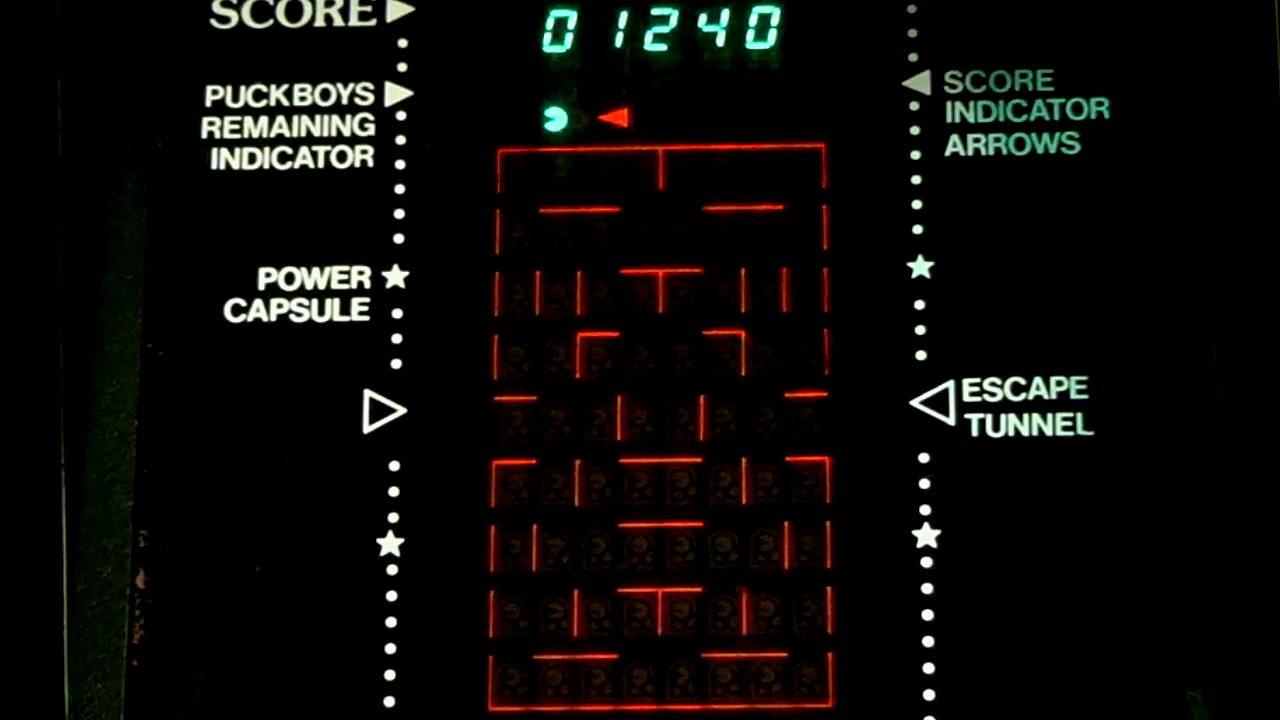 SCORE
01240
PUCKBOYS
REMAINING
INDICATOR
SCORE
INDICATOR
ARROWS
POWER
CAPSULE
ESCAPE
TUNNEL